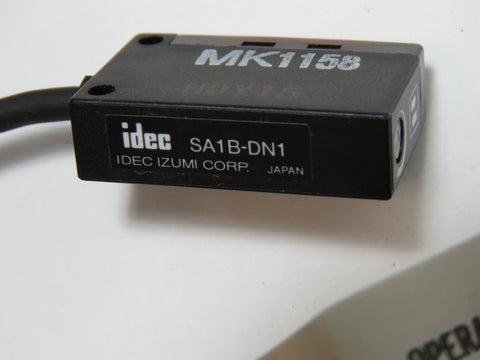 MK1158
idec SA1B-DN1
IDEC IZUMI CORP. JAPAN